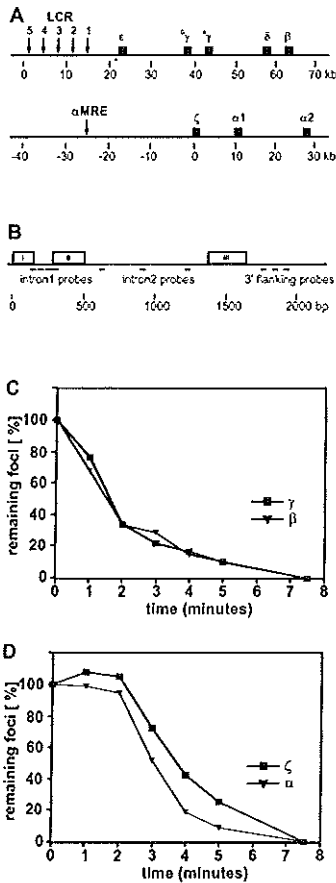 A
LCR
5 4 3 2 1
ε ᴳγ ᴬγ δ β
0 10 20 30 40 50 60 70 kb
αMRE
ζ α1 α2
-40 -30 -20 -10 0 10 20 30 kb
B
I II III
intron1 probes intron2 probes 3' flanking probes
0 500 1000 1500 2000 bp
C
remaining foci [ %]
100
80
60
40
20
0
γ
β
0 1 2 3 4 5 6 7 8
time (minutes)
D
remaining foci [ %]
100
80
60
40
20
0
ζ
α
0 1 2 3 4 5 6 7 8
time (minutes)